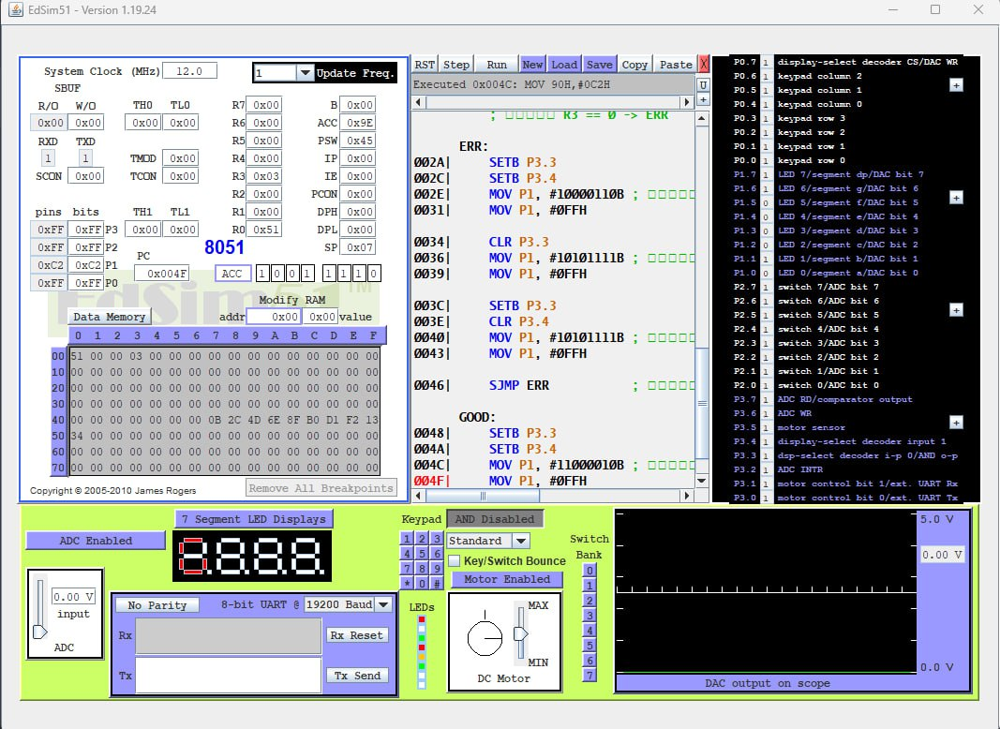 EdSim51 - Version 1.19.24
System Clock (MHz) 12.0
1 Update Freq.
SBUF
R/O W/O
0x00 0x00
RXD TXD
1 1
SCON 0x00
TH0 TL0
0x00 0x00
TMOD 0x00
TCON 0x00
pins bits
0xFF 0xFF P3
0xFF 0xFF P2
0xC2 0xC2 P1
0xFF 0xFF P0
TH1 TL1
0x00 0x00
PC
0x004F
R7 0x00
R6 0x00
R5 0x00
R4 0x00
R3 0x03
R2 0x00
R1 0x00
R0 0x51
B 0x00
ACC 0x9E
PSW 0x45
IP 0x00
IE 0x00
PCON 0x00
DPH 0x00
DPL 0x00
SP 0x07
8051
ACC 1 0 0 1 1 1 1 0
EdSim51™
Modify RAM
Data Memory addr 0x00 0x00 value
0 1 2 3 4 5 6 7 8 9 A B C D E F
00 51 00 00 03 00 00 00 00 00 00 00 00 00 00 00 00
10 00 00 00 00 00 00 00 00 00 00 00 00 00 00 00 00
20 00 00 00 00 00 00 00 00 00 00 00 00 00 00 00 00
30 00 00 00 00 00 00 00 00 00 00 00 00 00 00 00 00
40 00 00 00 00 00 00 00 0B 2C 4D 6E 8F B0 D1 F2 13
50 34 00 00 00 00 00 00 00 00 00 00 00 00 00 00 00
60 00 00 00 00 00 00 00 00 00 00 00 00 00 00 00 00
70 00 00 00 00 00 00 00 00 00 00 00 00 00 00 00 00
Copyright © 2005-2010 James Rogers Remove All Breakpoints
RST Step Run New Load Save Copy Paste X
Executed 0x004C: MOV 90H,#0C2H
U
+
; R3 == 0 -> ERR
ERR:
002A| SETB P3.3
002C| SETB P3.4
002E| MOV P1, #10000110B ;
0031| MOV P1, #0FFH
0034| CLR P3.3
0036| MOV P1, #10101111B ;
0039| MOV P1, #0FFH
003C| SETB P3.3
003E| CLR P3.4
0040| MOV P1, #10101111B ;
0043| MOV P1, #0FFH
0046| SJMP ERR ;
GOOD:
0048| SETB P3.3
004A| SETB P3.4
004C| MOV P1, #11000010B ;
004F| MOV P1, #0FFH
P0.7 1 display-select decoder CS/DAC WR
P0.6 1 keypad column 2
P0.5 1 keypad column 1
P0.4 1 keypad column 0
P0.3 1 keypad row 3
P0.2 1 keypad row 2
P0.1 1 keypad row 1
P0.0 1 keypad row 0
P1.7 1 LED 7/segment dp/DAC bit 7
P1.6 1 LED 6/segment g/DAC bit 6
P1.5 0 LED 5/segment f/DAC bit 5
P1.4 0 LED 4/segment e/DAC bit 4
P1.3 0 LED 3/segment d/DAC bit 3
P1.2 0 LED 2/segment c/DAC bit 2
P1.1 1 LED 1/segment b/DAC bit 1
P1.0 0 LED 0/segment a/DAC bit 0
P2.7 1 switch 7/ADC bit 7
P2.6 1 switch 6/ADC bit 6
P2.5 1 switch 5/ADC bit 5
P2.4 1 switch 4/ADC bit 4
P2.3 1 switch 3/ADC bit 3
P2.2 1 switch 2/ADC bit 2
P2.1 1 switch 1/ADC bit 1
P2.0 1 switch 0/ADC bit 0
P3.7 1 ADC RD/comparator output
P3.6 1 ADC WR
P3.5 1 motor sensor
P3.4 1 display-select decoder input 1
P3.3 1 dsp-select decoder i-p 0/AND o-p
P3.2 1 ADC INTR
P3.1 1 motor control bit 1/ext. UART Rx
P3.0 1 motor control bit 0/ext. UART Tx
+
+
+
+
ADC Enabled
0.00 V
input
ADC
7 Segment LED Displays
5.8.8.8.
No Parity 8-bit UART @ 19200 Baud
Rx Rx Reset
Tx Tx Send
Keypad AND Disabled
1 2 3
4 5 6
7 8 9
* 0 #
Standard
Key/Switch Bounce
Motor Enabled
LEDs
MAX
MIN
DC Motor
Switch
Bank
0
1
2
3
4
5
6
7
5.0 V
0.00 V
0.0 V
DAC output on scope